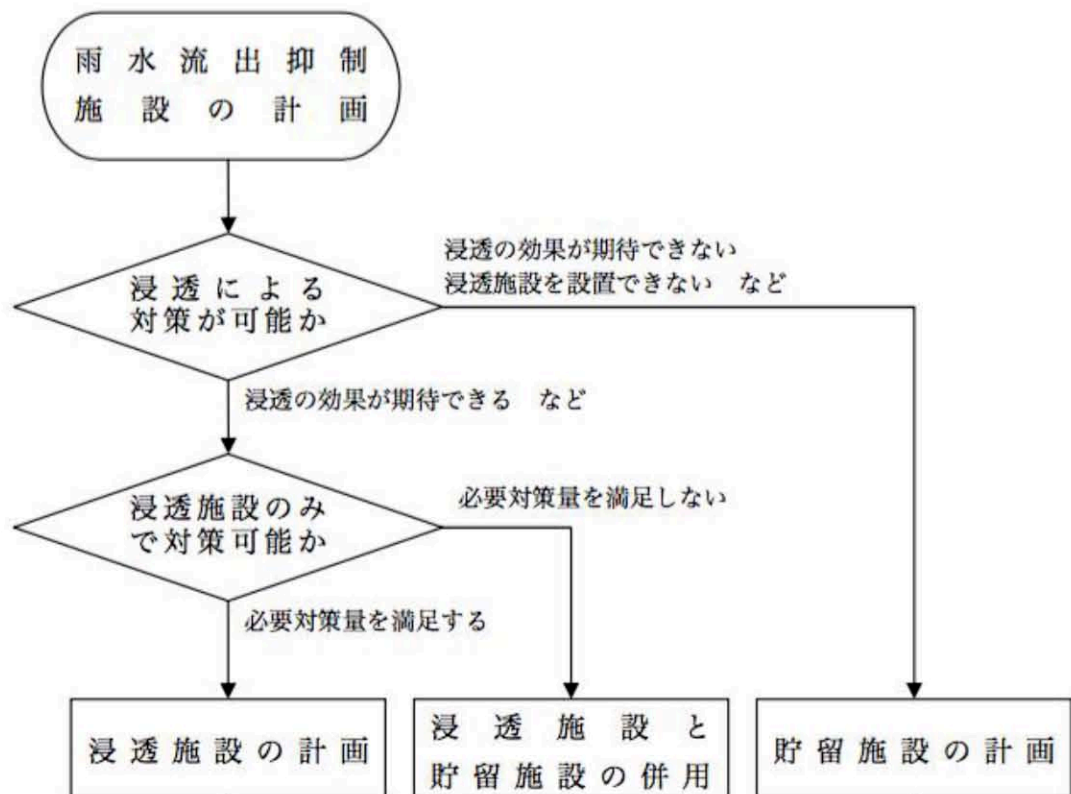 雨水流出抑制
施設の計画
浸透の効果が期待できない
浸透施設を設置できない　など
浸透による
対策が可能か
浸透の効果が期待できる　など
必要対策量を満足しない
浸透施設のみ
で対策可能か
必要対策量を満足する
浸透施設の計画
浸透施設と
貯留施設の併用
貯留施設の計画